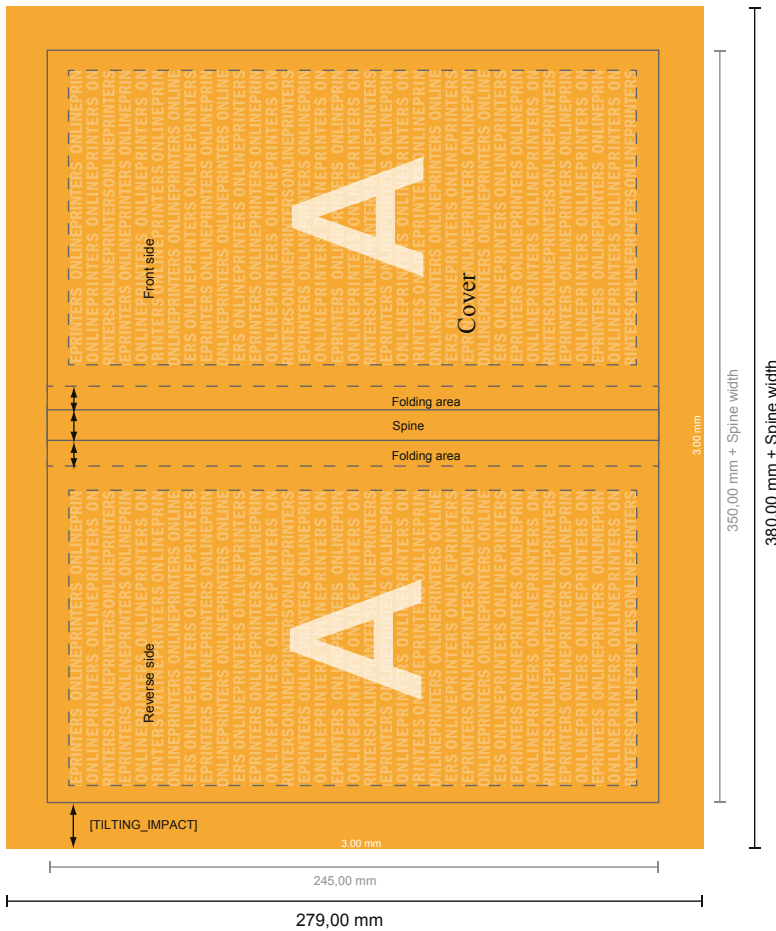 A
Front side
Cover
Folding area
Spine
Folding area
3.00 mm
350,00 mm + Spine width
380,00 mm + Spine width
A
Reverse side
[TILTING_IMPACT]
3.00 mm
245,00 mm
279,00 mm